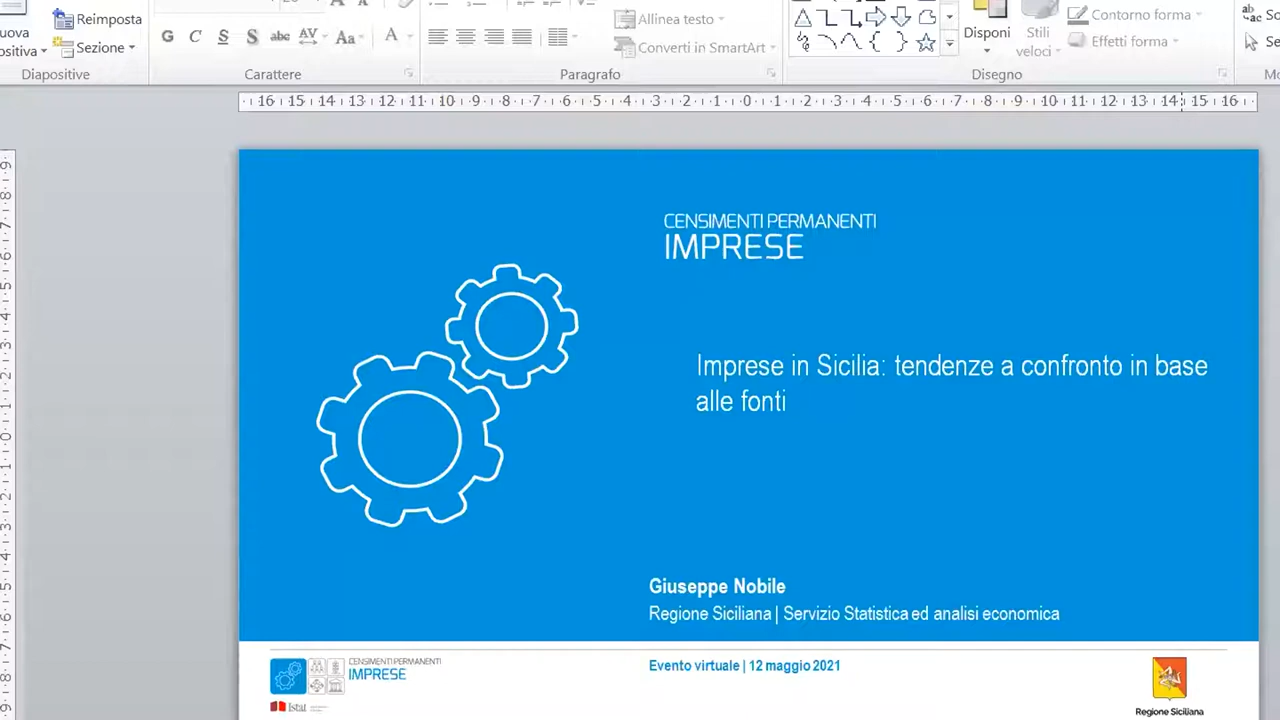 Reimposta
Allinea testo
Contorno forma
Disponi
Stili
veloci
Sezione
G C S S abc AV Aa A
Converti in SmartArt
Effetti forma
Diapositive
Carattere
Paragrafo
Disegno
16 15 14 13 12 11 10 9 8 7 6 5 4 3 2 1 0 1 2 3 4 5 6 7 8 9 10 11 12 13 14 15 16
CENSIMENTI PERMANENTI
IMPRESE
Imprese in Sicilia: tendenze a confronto in base
alle fonti
Giuseppe Nobile
Regione Siciliana | Servizio Statistica ed analisi economica
CENSIMENTI PERMANENTI
IMPRESE
Evento virtuale | 12 maggio 2021
Istat
Regione Siciliana